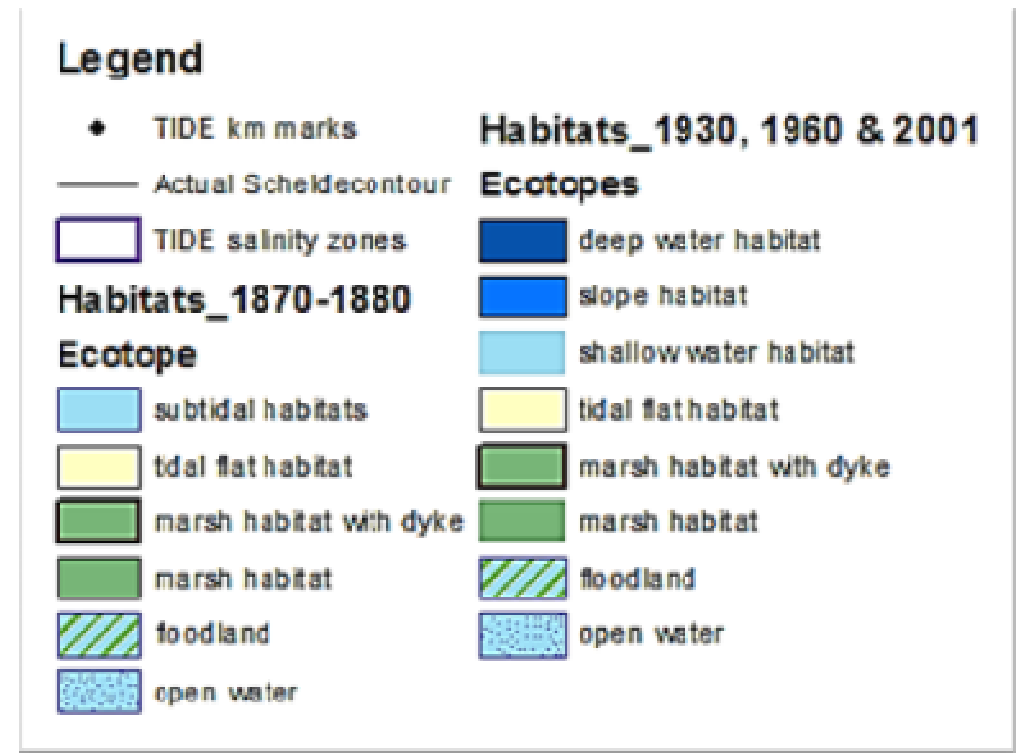 Legend
TIDE km marks
Actual Scheldecontour
TIDE salinity zones
Habitats_1870-1880
Ecotope
subtidal habitats
tidal flat habitat
marsh habitat with dyke
marsh habitat
floodland
open water
Habitats_1930, 1960 & 2001
Ecotopes
deep water habitat
slope habitat
shallow water habitat
tidal flat habitat
marsh habitat with dyke
marsh habitat
floodland
open water